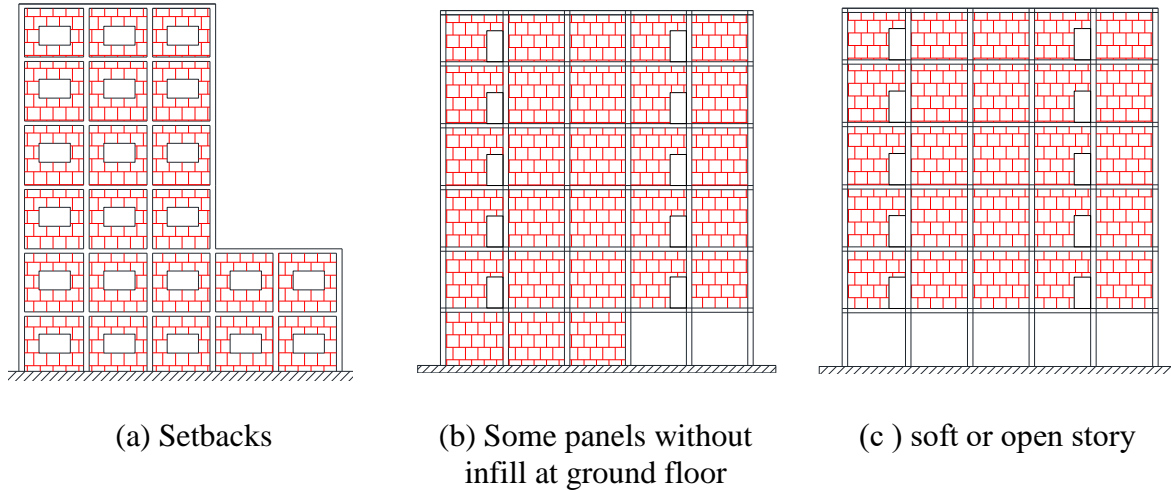 (a) Setbacks
(b) Some panels without
infill at ground floor
(c ) soft or open story